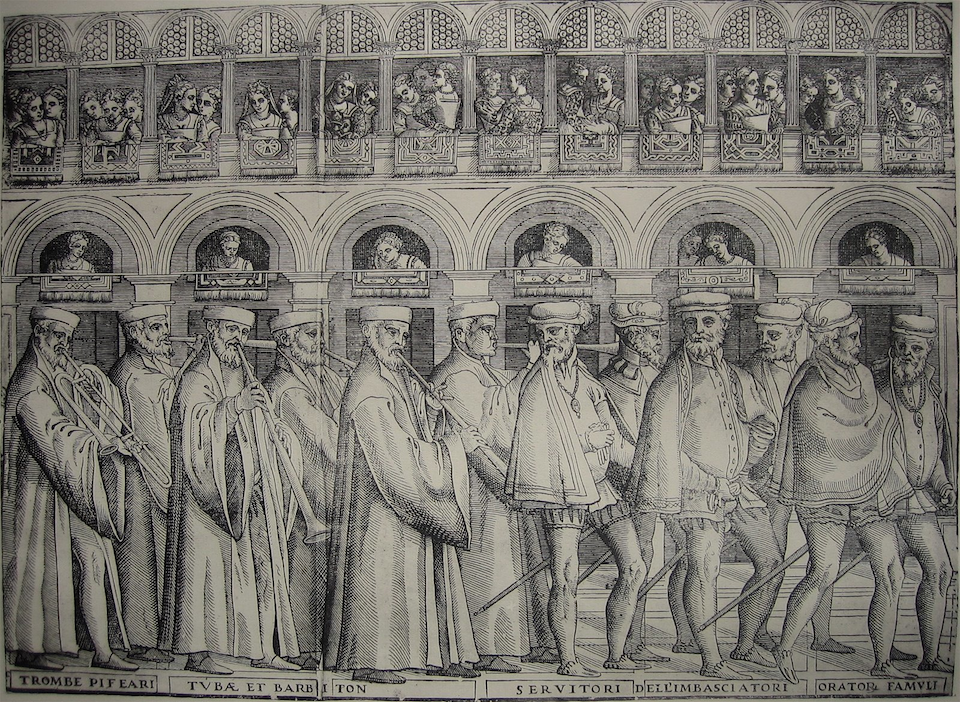 TROMBE PIFEARI
TVBÆ ET BARBITON
SERVITORI DELL'IMBASCIATORI
ORATOR. FAMVLI